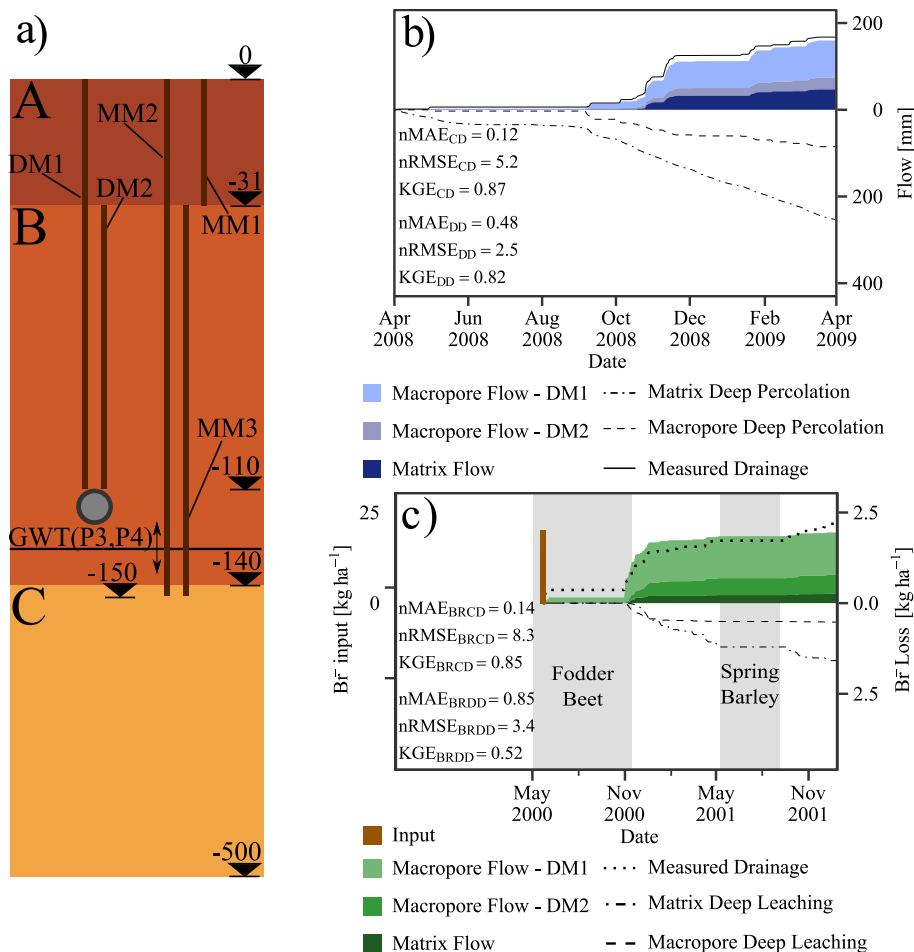 a)
0
A
MM2
DM1
DM2
-31
MM1
B
MM3
-110
GWT(P3,P4)
-140
-150
C
-500
b)
200
0
200
400
Flow [mm]
nMAE_CD = 0.12
nRMSE_CD = 5.2
KGE_CD = 0.87
nMAE_DD = 0.48
nRMSE_DD = 2.5
KGE_DD = 0.82
Apr 2008
Jun 2008
Aug 2008
Oct 2008
Dec 2008
Feb 2009
Apr 2009
Date
Macropore Flow - DM1
Matrix Deep Percolation
Macropore Flow - DM2
Macropore Deep Percolation
Matrix Flow
Measured Drainage
c)
25
0
Br⁻ input [kg ha⁻¹]
2.5
0.0
2.5
Br⁻ Loss [kg ha⁻¹]
nMAE_BRCD = 0.14
nRMSE_BRCD = 8.3
KGE_BRCD = 0.85
nMAE_BRDD = 0.85
nRMSE_BRDD = 3.4
KGE_BRDD = 0.52
Fodder
Beet
Spring
Barley
May 2000
Nov 2000
May 2001
Nov 2001
Date
Input
Macropore Flow - DM1
Measured Drainage
Macropore Flow - DM2
Matrix Deep Leaching
Matrix Flow
Macropore Deep Leaching